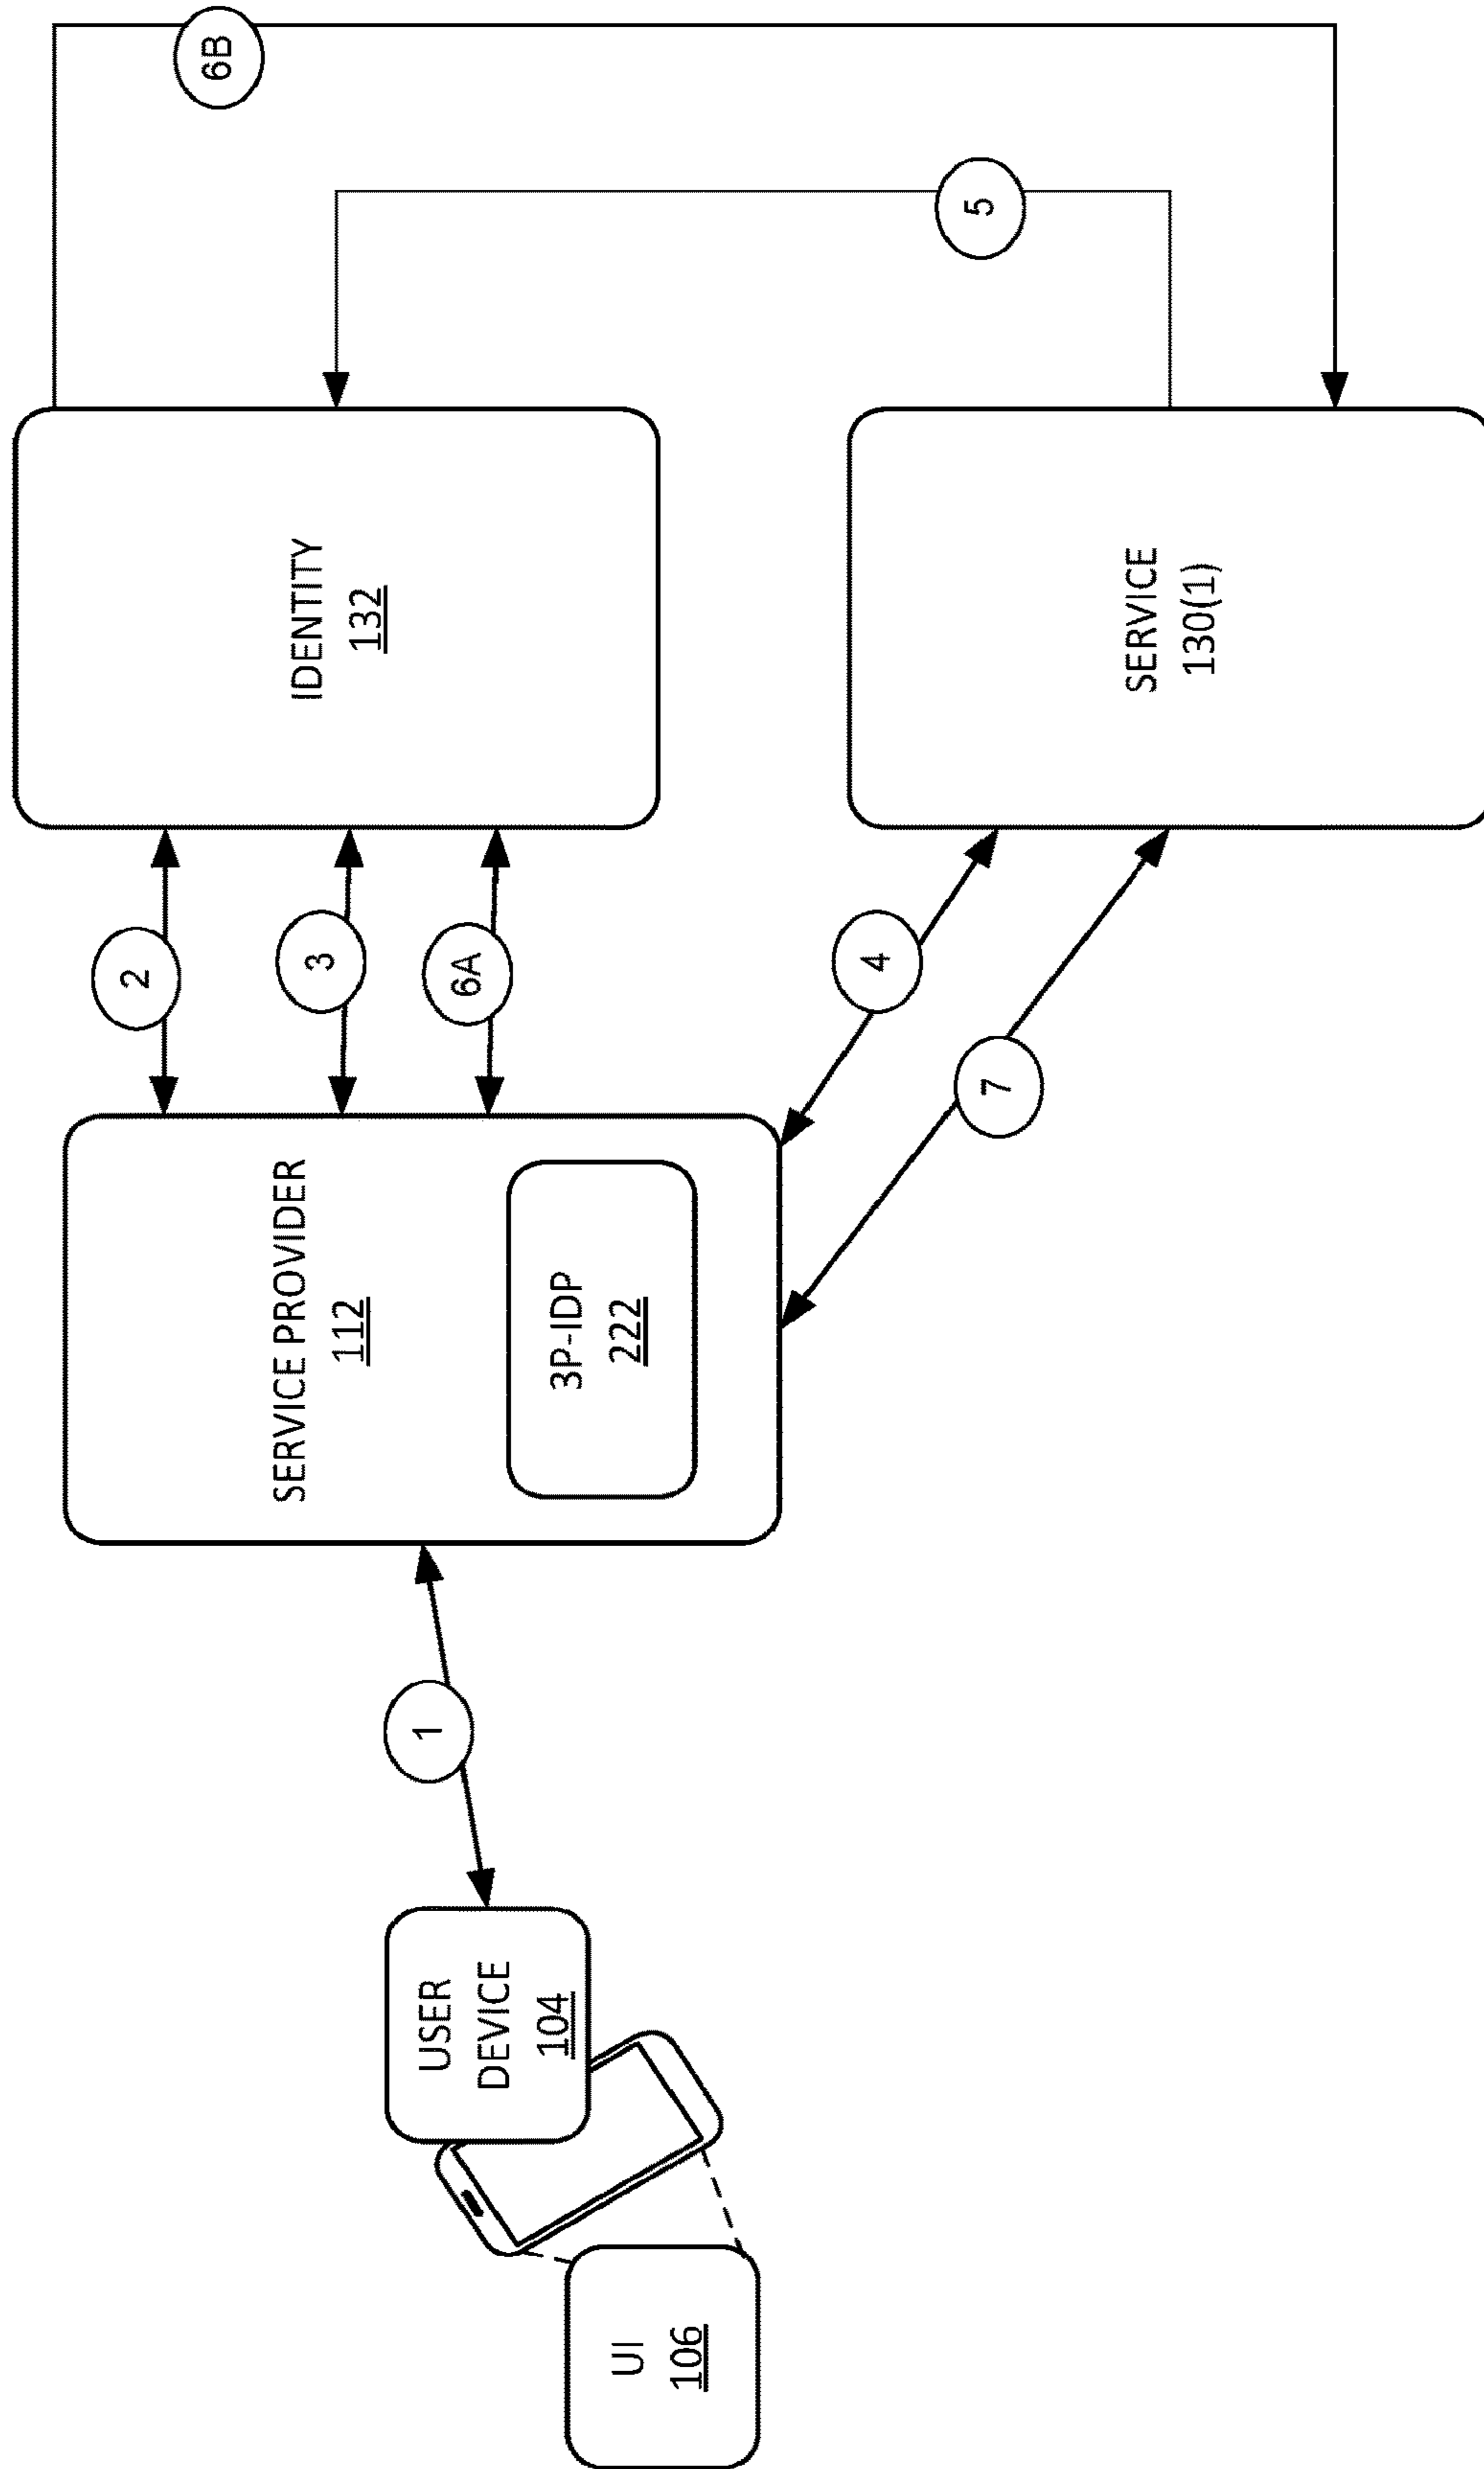 UI
106
USER
DEVICE
104
1
SERVICE PROVIDER
112
3P-IDP
222
2
3
6A
4
7
IDENTITY
132
SERVICE
130(1)
5
6B